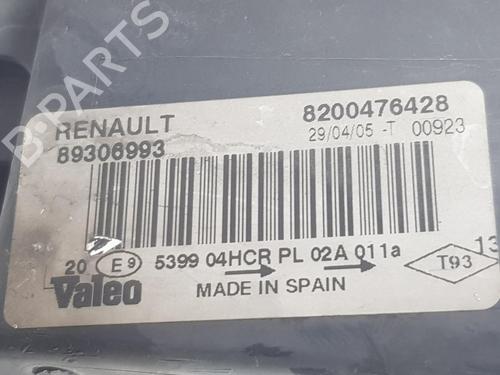 B-PARTS
RENAULT 8200476428
89306993 29/04/05 -T 00923
13
20 E9 5399 04HCR PL 02A 011a T93
Valeo MADE IN SPAIN